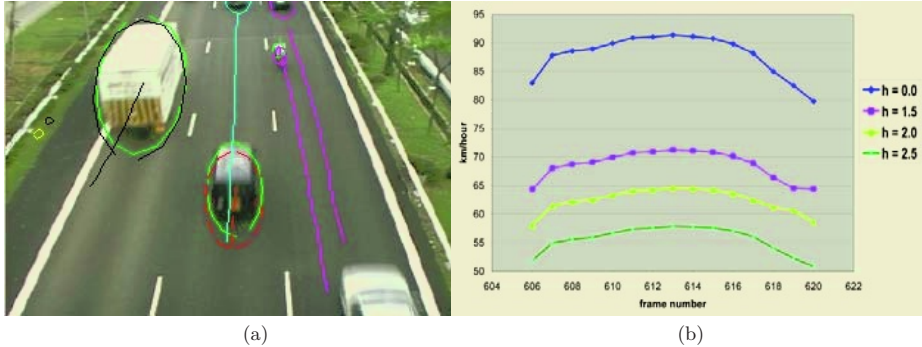 95
90
85
80
75
70
65
60
55
50
km/hour
604 606 608 610 612 614 616 618 620 622
frame number
h = 0.0
h = 1.5
h = 2.0
h = 2.5
(a) (b)